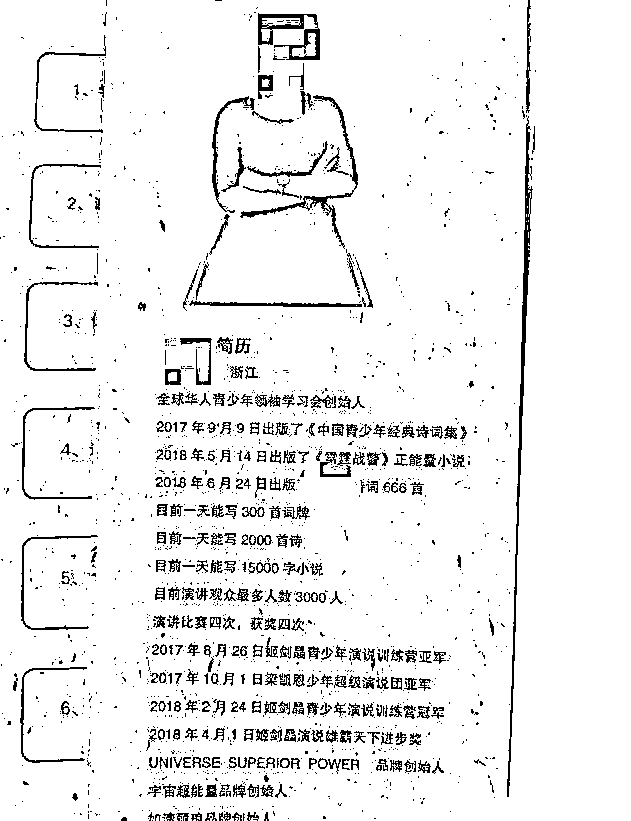 1、
2、
3、
4、
5、
6、
简历
浙江
全球华人青少年领袖学习会创始人
2017 年 9 月 9 日出版了《中国青少年经典诗词集》
2018 年 5 月 14 日出版了《雷霆战警》正能量小说
2018 年 6 月 24 日出版 诗词 666 首
目前一天能写 300 首词牌
目前一天能写 2000 首诗
目前一天能写 15000 字小说
目前演讲观众最多人数 3000 人
演讲比赛四次，获奖四次
2017 年 8 月 26 日姬剑晶青少年演说训练营亚军
2017 年 10 月 1 日梁凯恩少年超级演说团亚军
2018 年 2 月 24 日姬剑晶青少年演说训练营冠军
2018 年 4 月 1 日姬剑晶演说雄霸天下进步奖
UNIVERSE SUPERIOR POWER 品牌创始人
宇宙超能量品牌创始人
品牌创始人